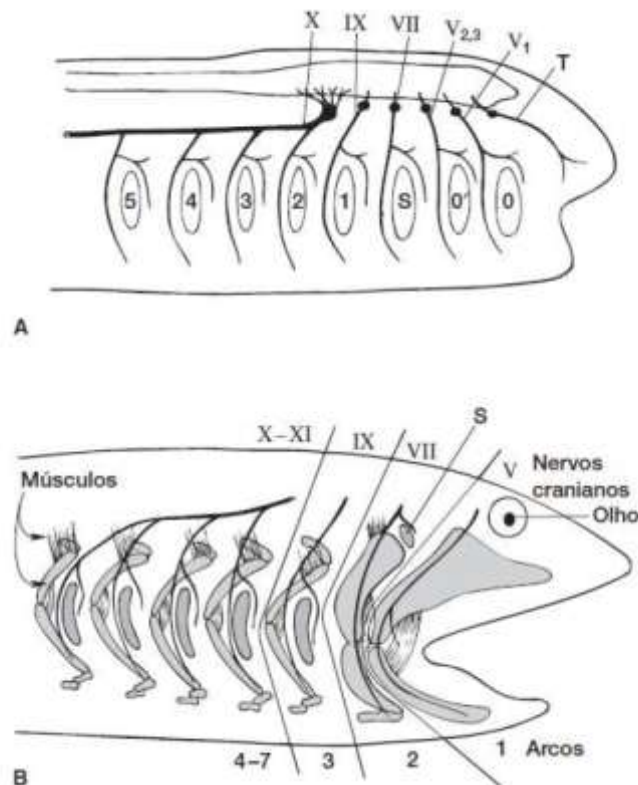 X IX VII V2,3 V1 T
5 4 3 2 1 S 0' 0
A
X–XI IX VII S
V Nervos
cranianos
Músculos
Olho
4–7 3 2 1 Arcos
B